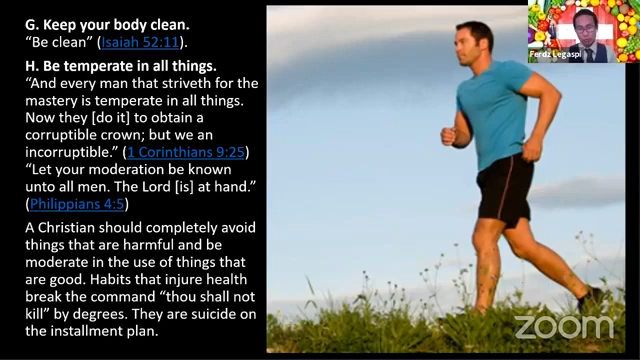 G. Keep your body clean.
“Be clean” (Isaiah 52:11).
H. Be temperate in all things.
“And every man that striveth for the
mastery is temperate in all things.
Now they [do it] to obtain a
corruptible crown; but we an
incorruptible.” (1 Corinthians 9:25)
“Let your moderation be known
unto all men. The Lord [is] at hand.”
(Philippians 4:5)
A Christian should completely avoid
things that are harmful and be
moderate in the use of things that
are good. Habits that injure health
break the command “thou shall not
kill” by degrees. They are suicide on
the installment plan.
Ferdz Legaspi
zoom